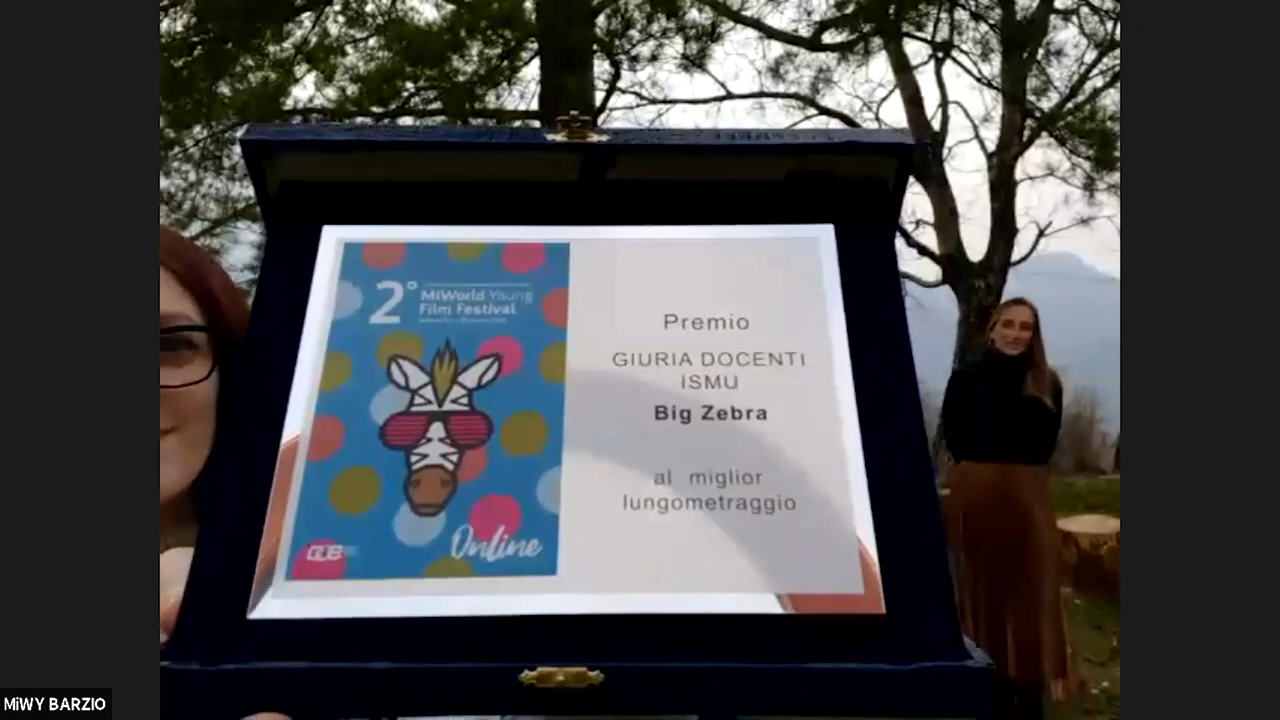 2°
MiWorld Young
Film Festival
Online
Premio
GIURIA DOCENTI
ISMU
Big Zebra
al miglior
lungometraggio
MiWY BARZIO